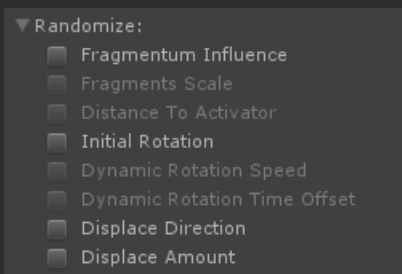 Randomize:
Fragmentum Influence
Fragments Scale
Distance To Activator
Initial Rotation
Dynamic Rotation Speed
Dynamic Rotation Time Offset
Displace Direction
Displace Amount